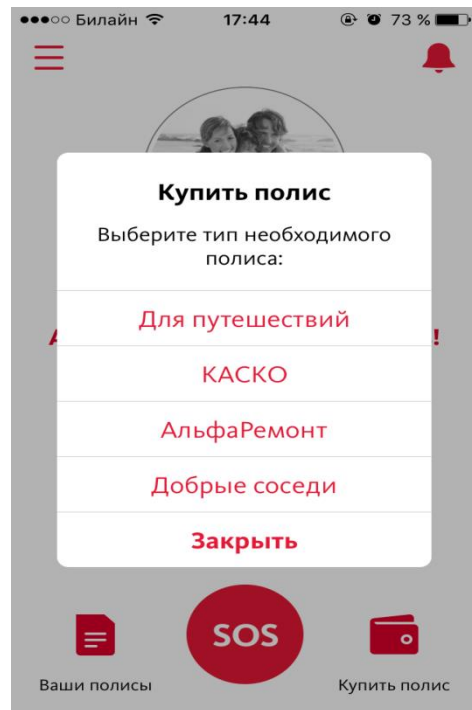 Билайн 17:44 73 %
Купить полис
Выберите тип необходимого
полиса:
А !
Для путешествий
КАСКО
АльфаРемонт
Добрые соседи
Закрыть
SOS
Ваши полисы Купить полис